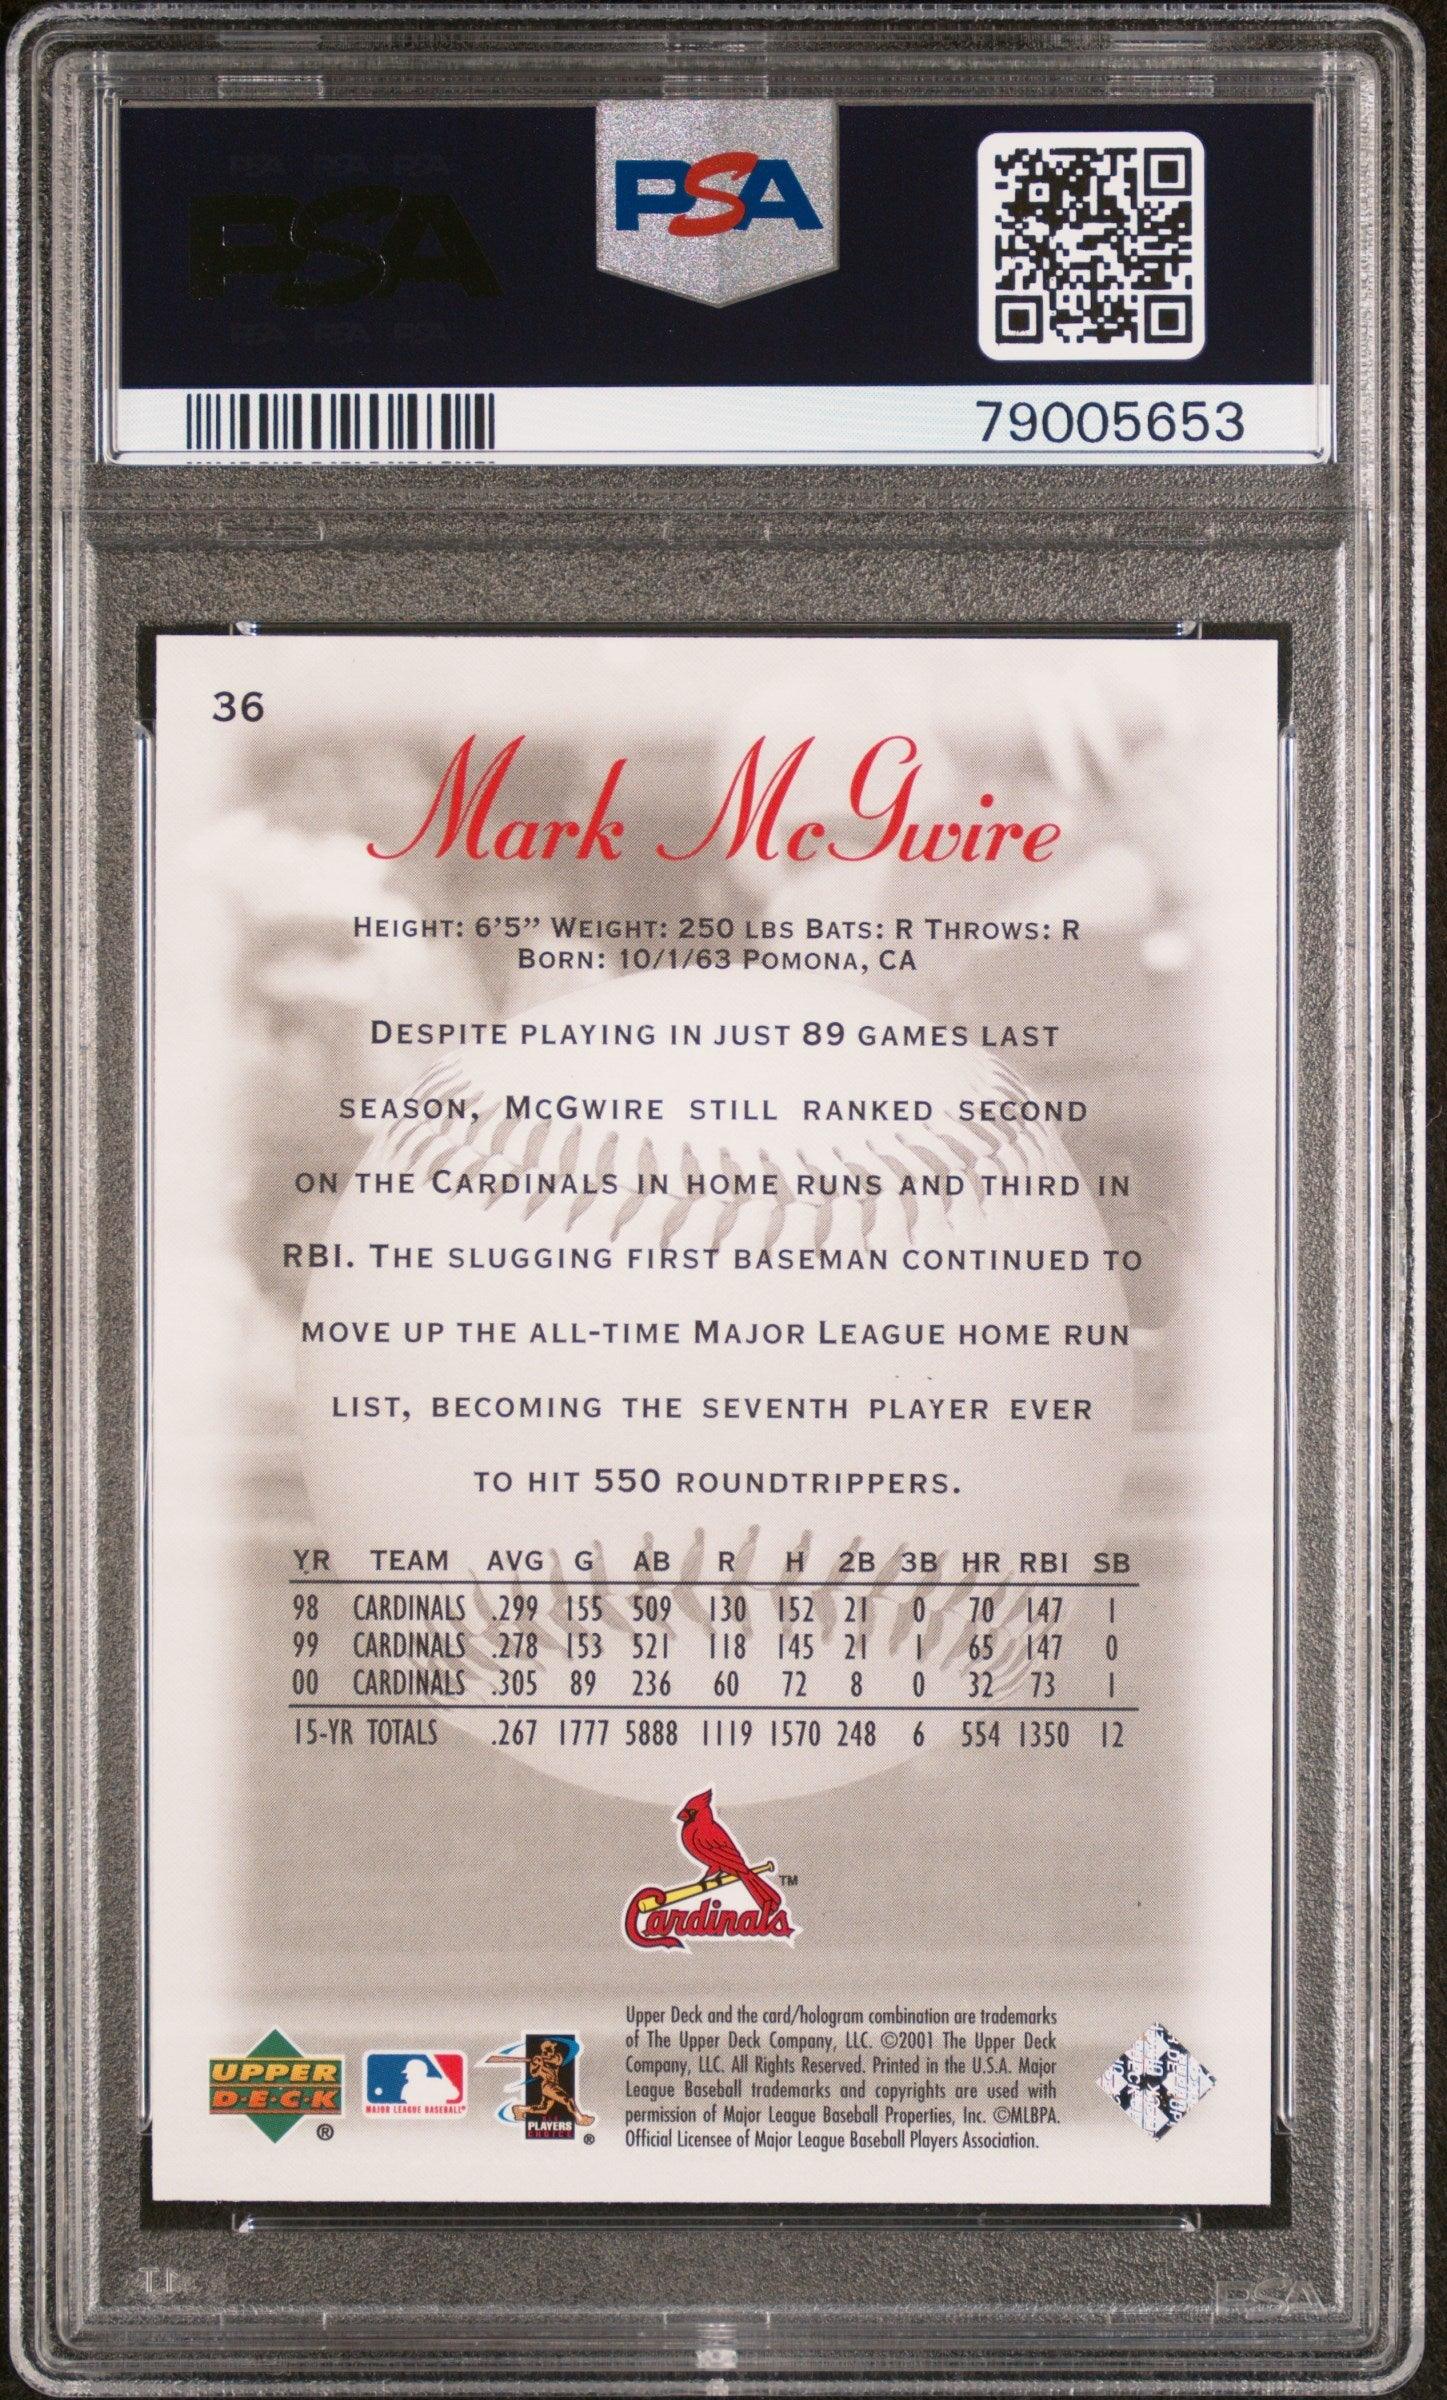 PSA
PSA
79005653
36
Mark McGwire
HEIGHT: 6'5" WEIGHT: 250 LBS BATS: R THROWS: R
BORN: 10/1/63 POMONA, CA
DESPITE PLAYING IN JUST 89 GAMES LAST
SEASON, MCGWIRE STILL RANKED SECOND
ON THE CARDINALS IN HOME RUNS AND THIRD IN
RBI. THE SLUGGING FIRST BASEMAN CONTINUED TO
MOVE UP THE ALL-TIME MAJOR LEAGUE HOME RUN
LIST, BECOMING THE SEVENTH PLAYER EVER
TO HIT 550 ROUNDTRIPPERS.
YR TEAM AVG G AB R H 2B 3B HR RBI SB
98 CARDINALS .299 155 509 130 152 21 0 70 147 1
99 CARDINALS .278 153 521 118 145 21 1 65 147 0
00 CARDINALS .305 89 236 60 72 8 0 32 73 1
15-YR TOTALS .267 1777 5888 1119 1570 248 6 554 1350 12
Cardinals TM
Upper Deck and the card/hologram combination are trademarks
of The Upper Deck Company, LLC. ©2001 The Upper Deck
Company, LLC. All Rights Reserved. Printed in the U.S.A. Major
League Baseball trademarks and copyrights are used with
permission of Major League Baseball Properties, Inc. ©MLBPA.
Official Licensee of Major League Baseball Players Association.
UPPER
D·E·C·K ®
MAJOR LEAGUE BASEBALL®
PLAYERS
CHOICE ®
PSA